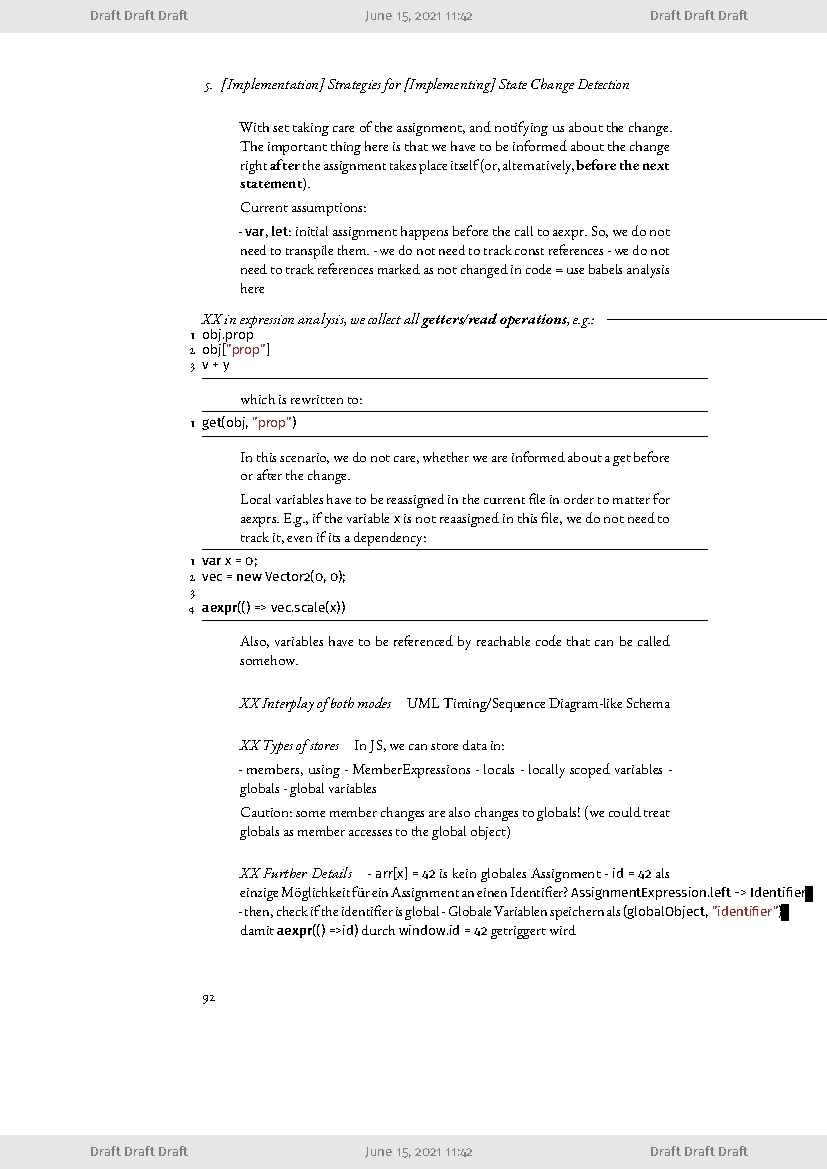 Draft Draft Draft June 15, 2021 11:42 Draft Draft Draft
5. [Implementation] Strategies for [Implementing] State Change Detection
With set taking care of the assignment, and notifying us about the change.
The important thing here is that we have to be informed about the change
right after the assignment takes place itself (or, alternatively, before the next
statement).
Current assumptions:
- var, let: initial assignment happens before the call to aexpr. So, we do not
need to transpile them. - we do not need to track const references - we do not
need to track references marked as not changed in code = use babels analysis
here
XX in expression analysis, we collect all getters/read operations, e.g.:
1 obj.prop
2 obj["prop"]
3 v + y
which is rewritten to:
1 get(obj, "prop")
In this scenario, we do not care, whether we are informed about a get before
or after the change.
Local variables have to be reassigned in the current file in order to matter for
aexprs. E.g., if the variable x is not reaasigned in this file, we do not need to
track it, even if its a dependency:
1 var x = 0;
2 vec = new Vector2(0, 0);
3
4 aexpr(() => vec.scale(x))
Also, variables have to be referenced by reachable code that can be called
somehow.
XX Interplay of both modes UML Timing/Sequence Diagram-like Schema
XX Types of stores In JS, we can store data in:
- members, using - MemberExpressions - locals - locally scoped variables -
globals - global variables
Caution: some member changes are also changes to globals! (we could treat
globals as member accesses to the global object)
XX Further Details - arr[x] = 42 is kein globales Assignment - id = 42 als
einzige Möglichkeit für ein Assignment an einen Identifier? AssignmentExpression.left -> Identifier
- then, check if the identifier is global - Globale Variablen speichern als (globalObject, "identifier")
damit aexpr(() =>id) durch window.id = 42 getriggert wird
92
Draft Draft Draft June 15, 2021 11:42 Draft Draft Draft